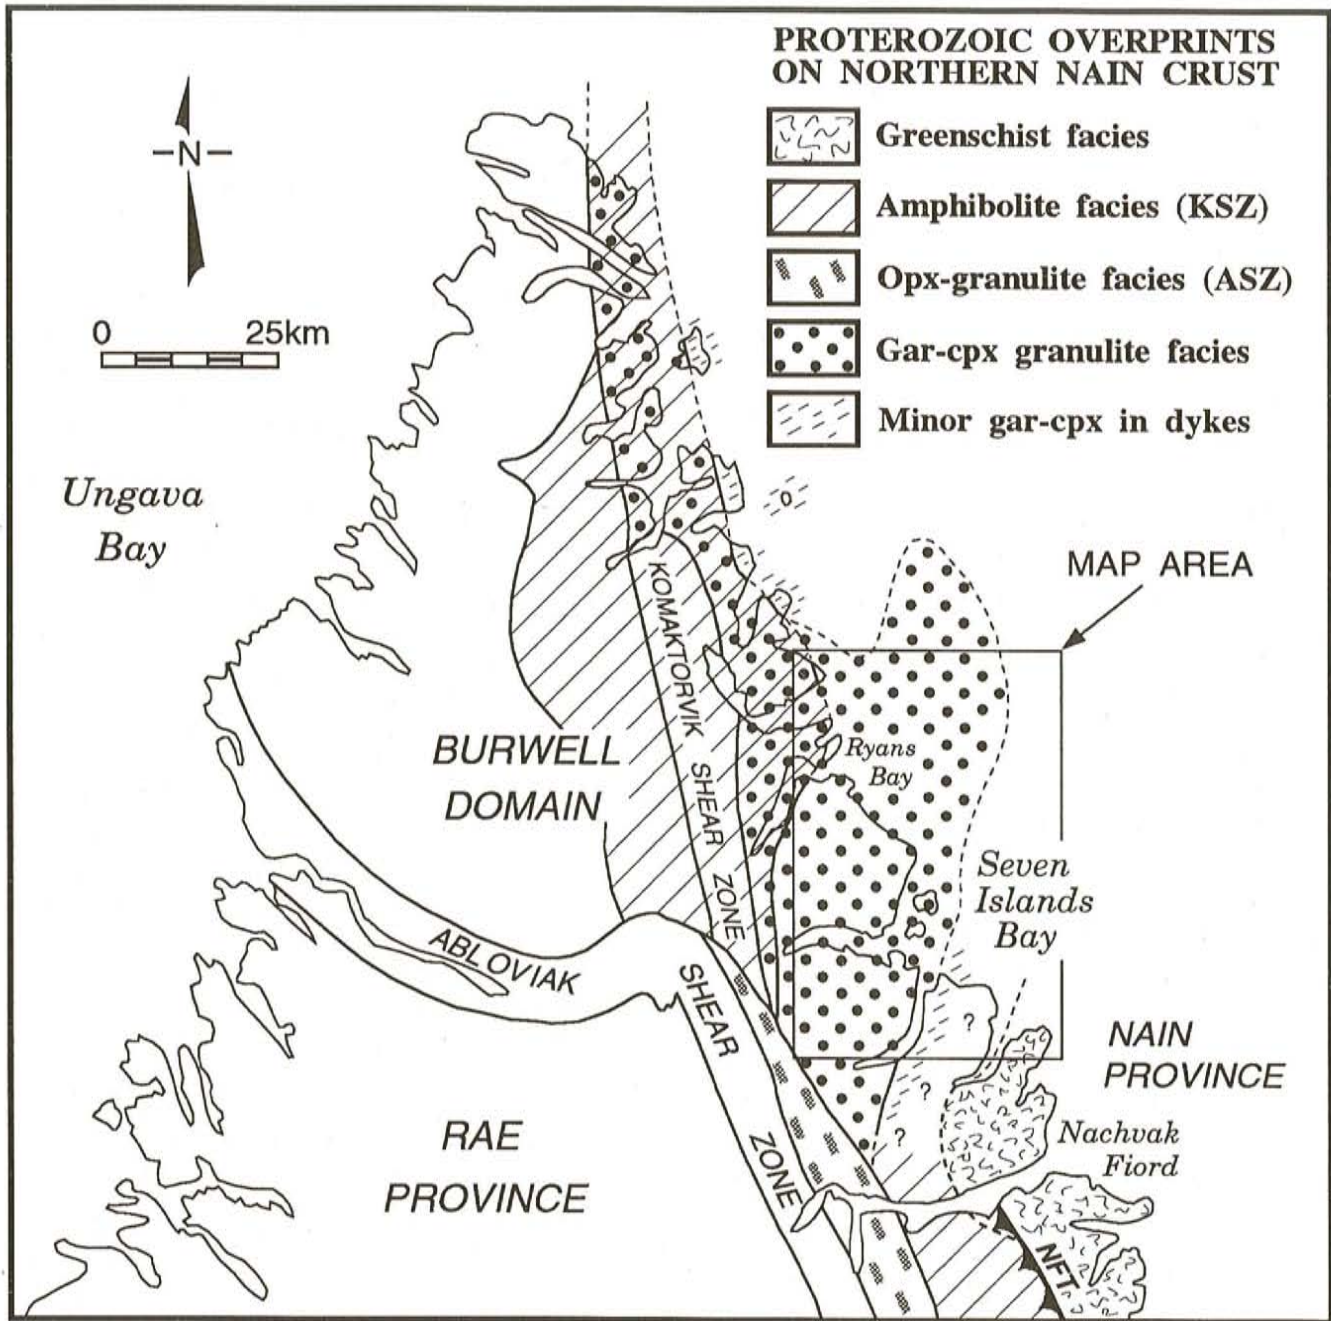 PROTEROZOIC OVERPRINTS
ON NORTHERN NAIN CRUST
Greenschist facies
Amphibolite facies (KSZ)
Opx-granulite facies (ASZ)
Gar-cpx granulite facies
Minor gar-cpx in dykes
-N-
0 25km
Ungava
Bay
MAP AREA
KOMAKTORVIK SHEAR ZONE
BURWELL
DOMAIN
Ryans
Bay
Seven
Islands
Bay
ABLOVIAK SHEAR ZONE
?
NAIN
PROVINCE
?
?
RAE
PROVINCE
Nachvak
Fiord
NFT